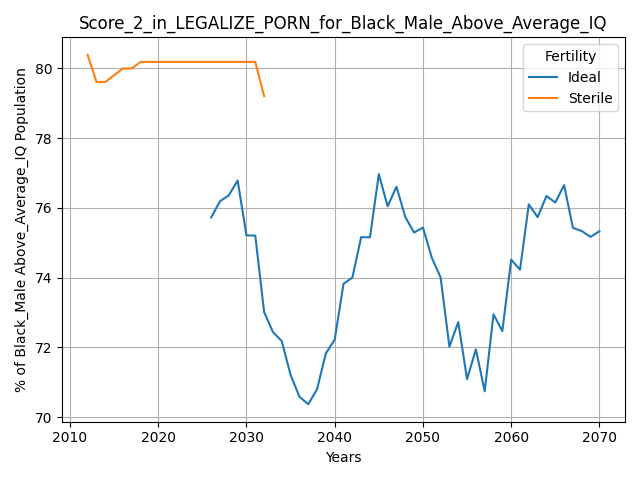 Score_2_in_LEGALIZE_PORN_for_Black_Male_Above_Average_IQ
% of Black_Male Above_Average_IQ Population
80
78
76
74
72
70
Fertility
Ideal
Sterile
2010 2020 2030 2040 2050 2060 2070
Years